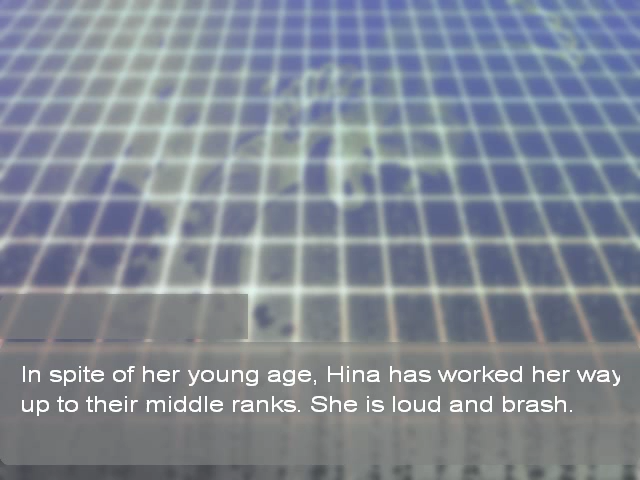 In spite of her young age, Hina has worked her way
up to their middle ranks. She is loud and brash.